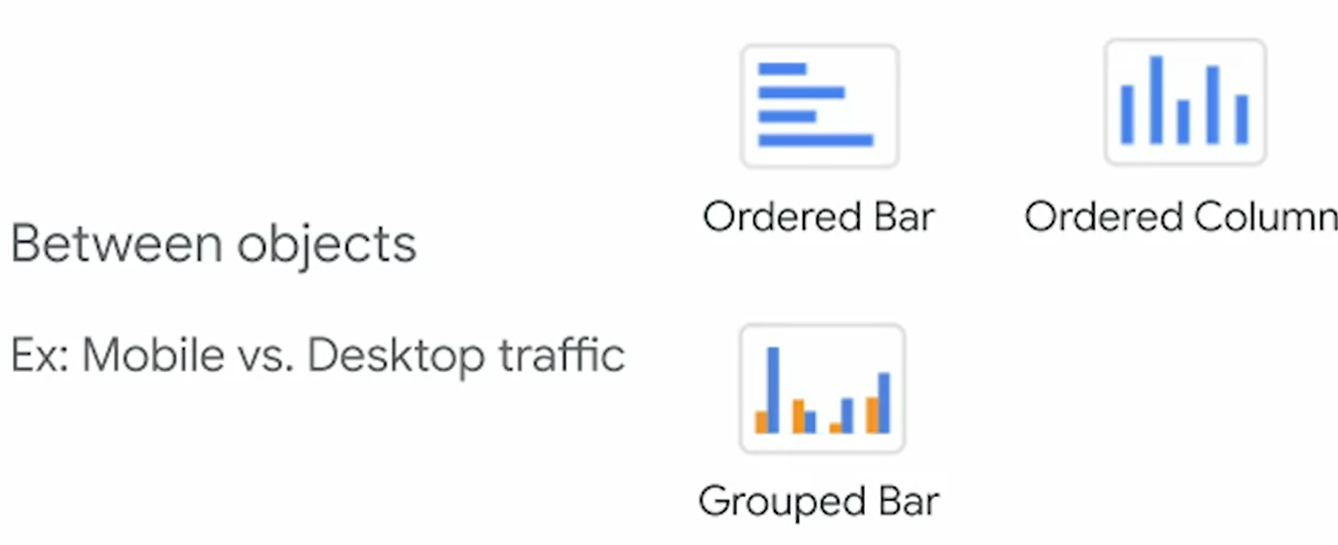 Ordered Bar
Ordered Column
Between objects
Ex: Mobile vs. Desktop traffic
Grouped Bar